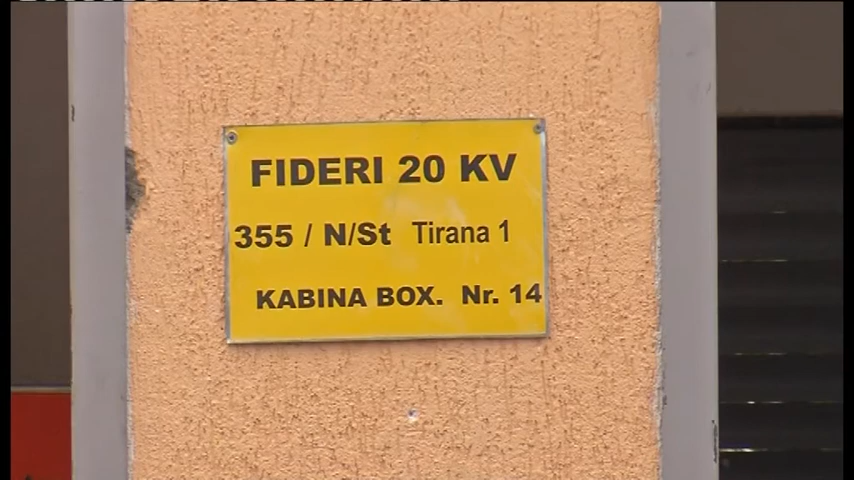 FIDERI 20 KV
355 / N/St Tirana 1
KABINA BOX. Nr. 14